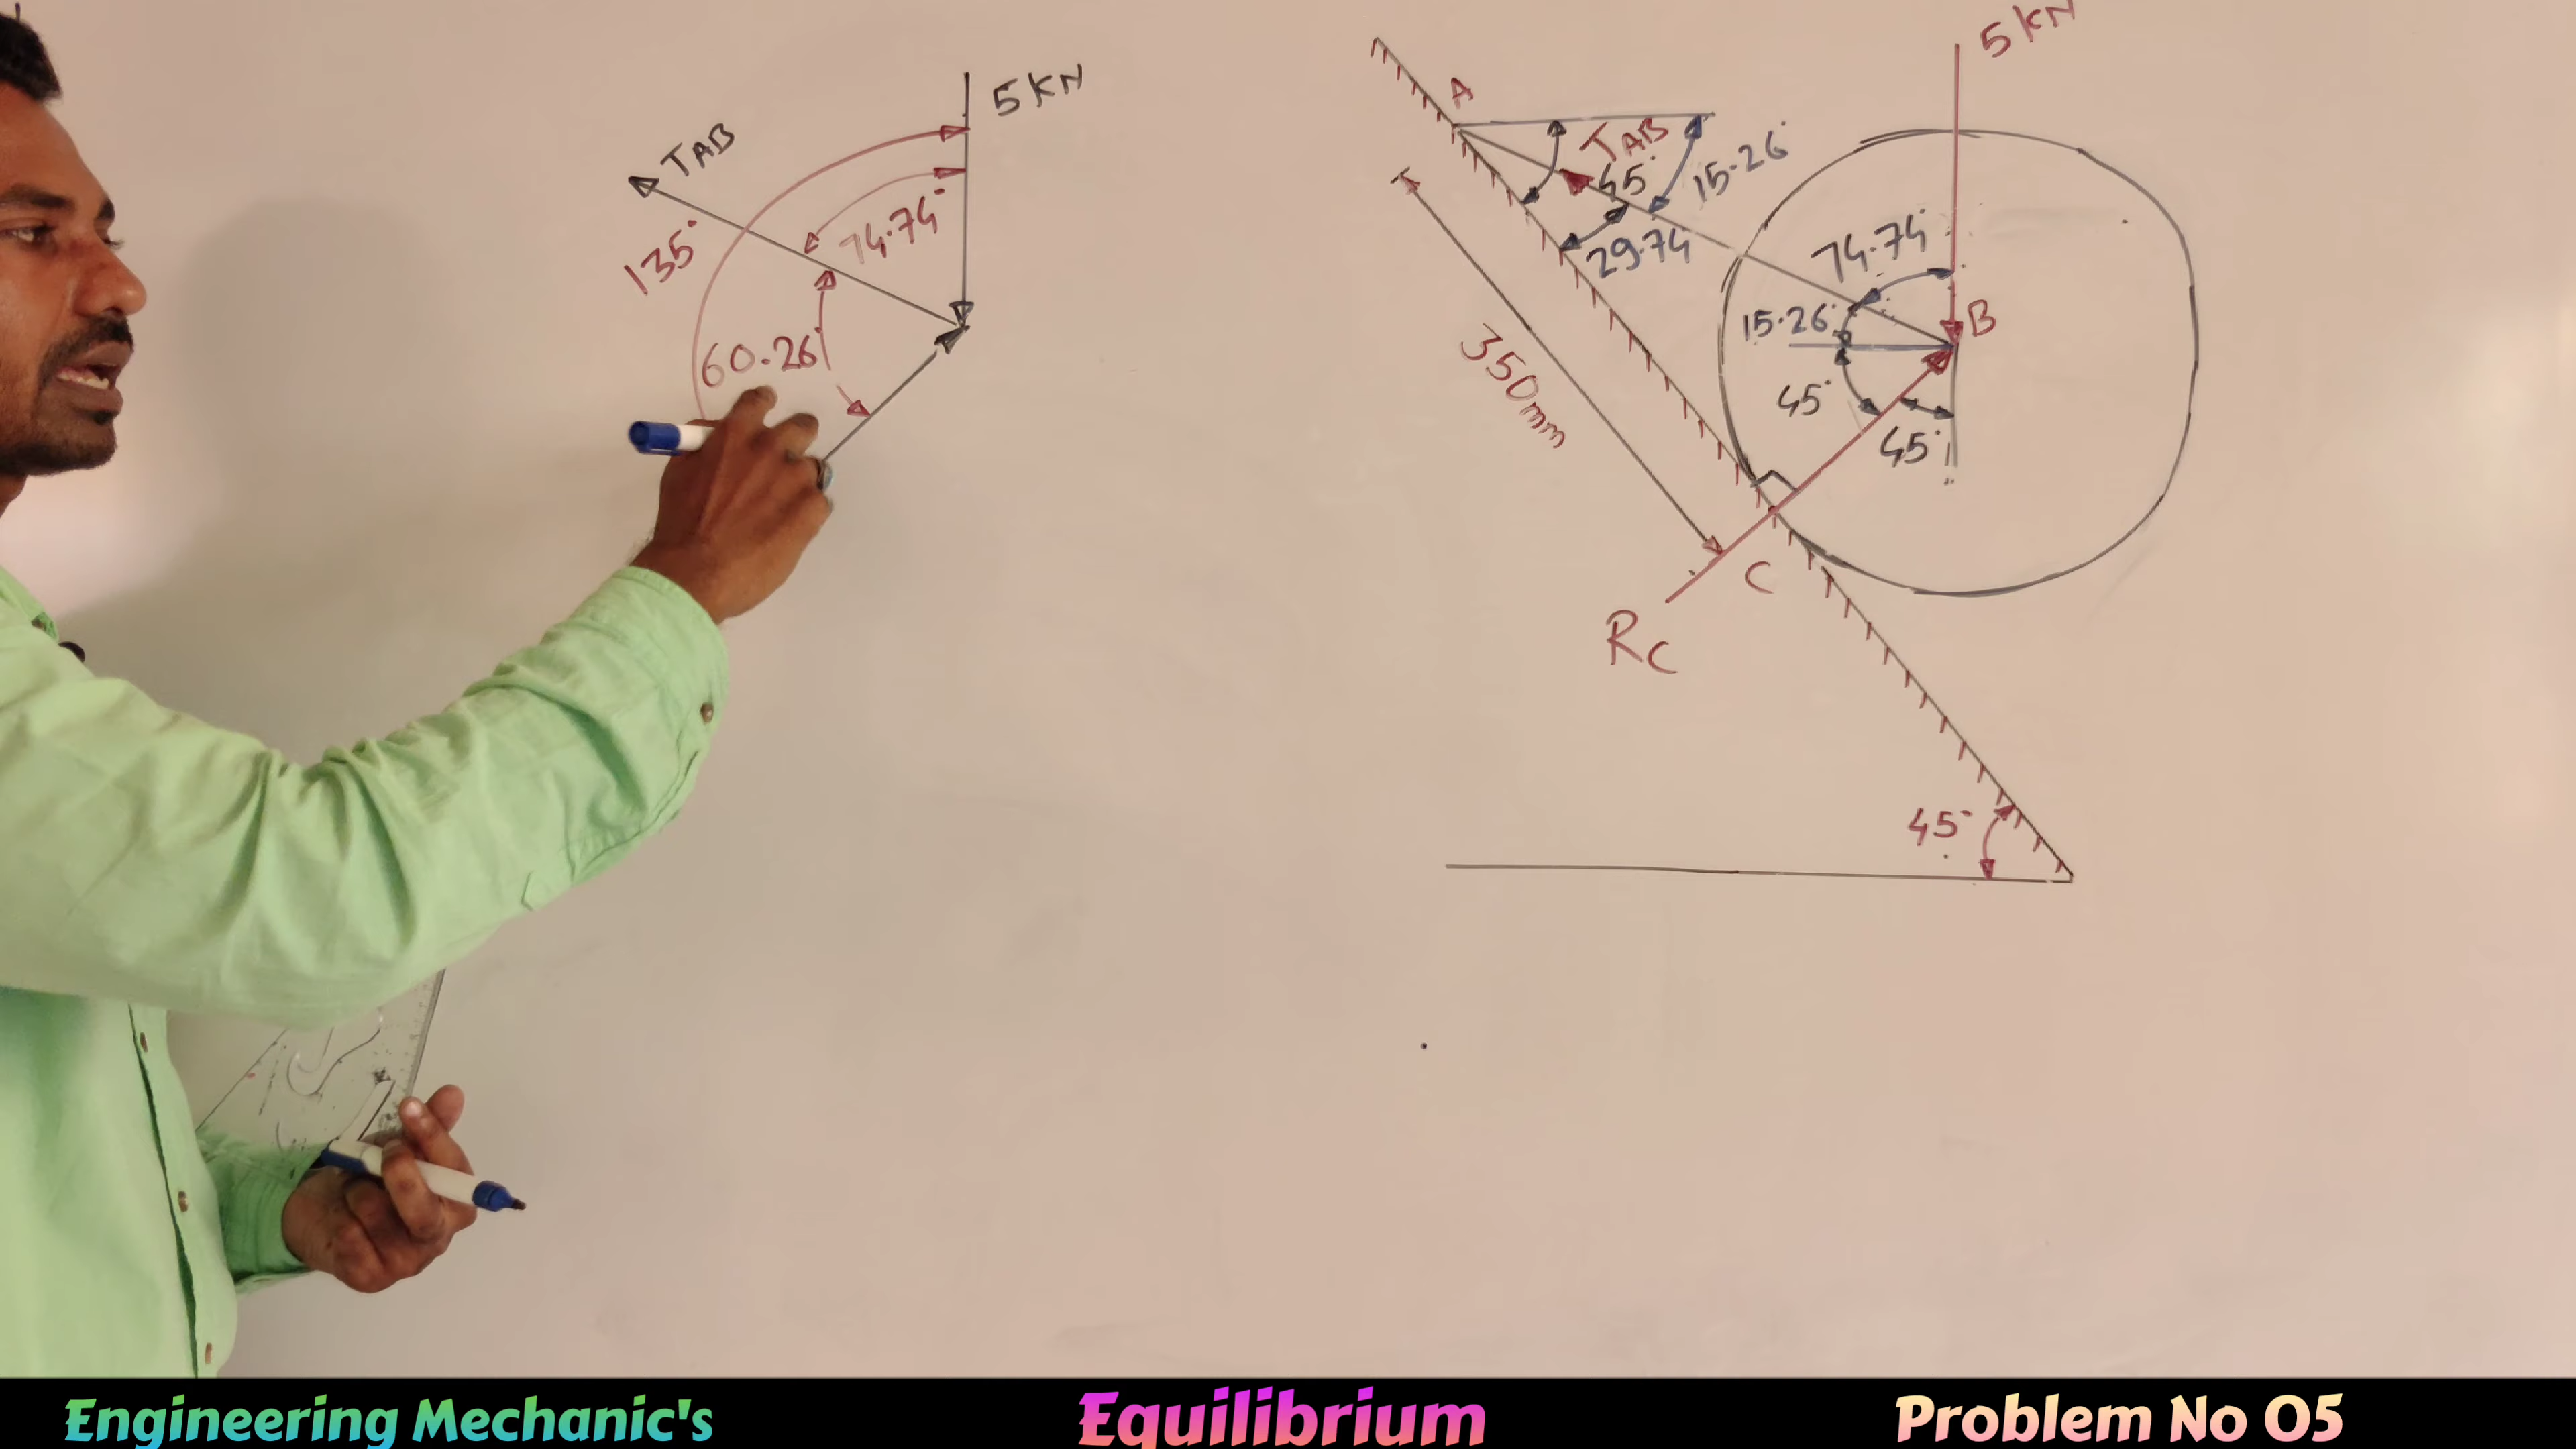 5 KN
TAB
135°
74.74°
60.26
5 KN
A
TAB
45°
15.26°
29.74
350mm
74.74°
15.26°
B
45°
45°
C
RC
45°
Engineering Mechanic's
Equilibrium
Problem No 05